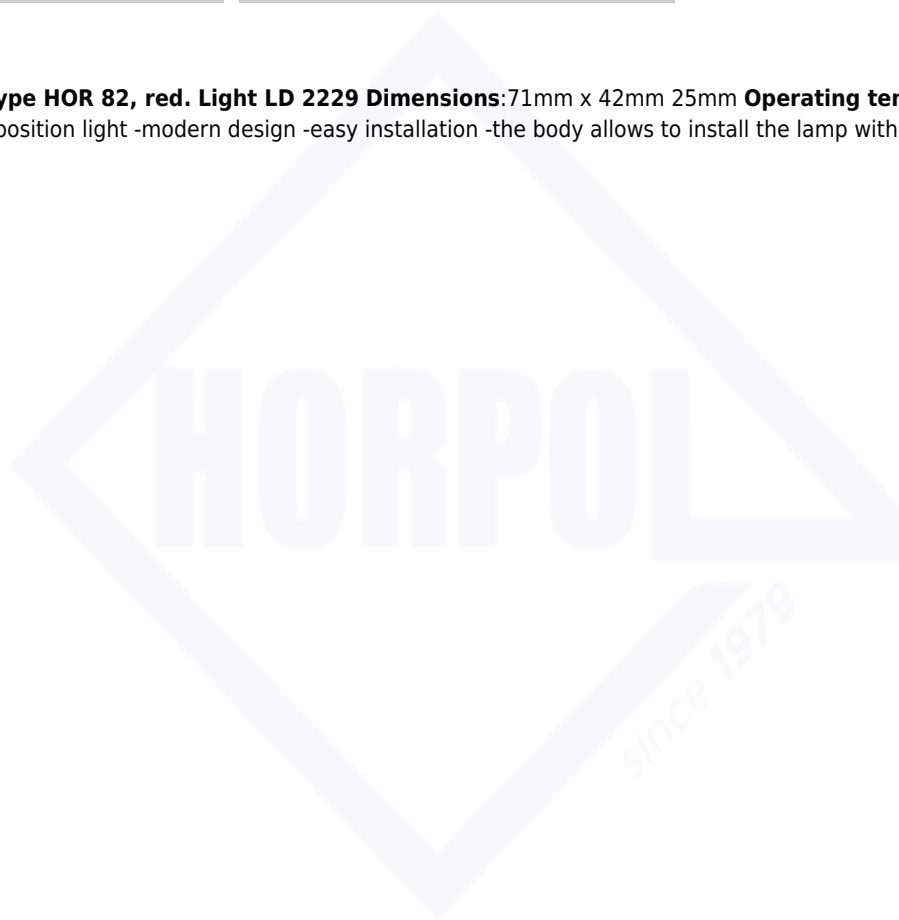 ype HOR 82, red. Light LD 2229 Dimensions:71mm x 42mm 25mm Operating ter
position light -modern design -easy installation -the body allows to install the lamp with
HORPOL
since 1979